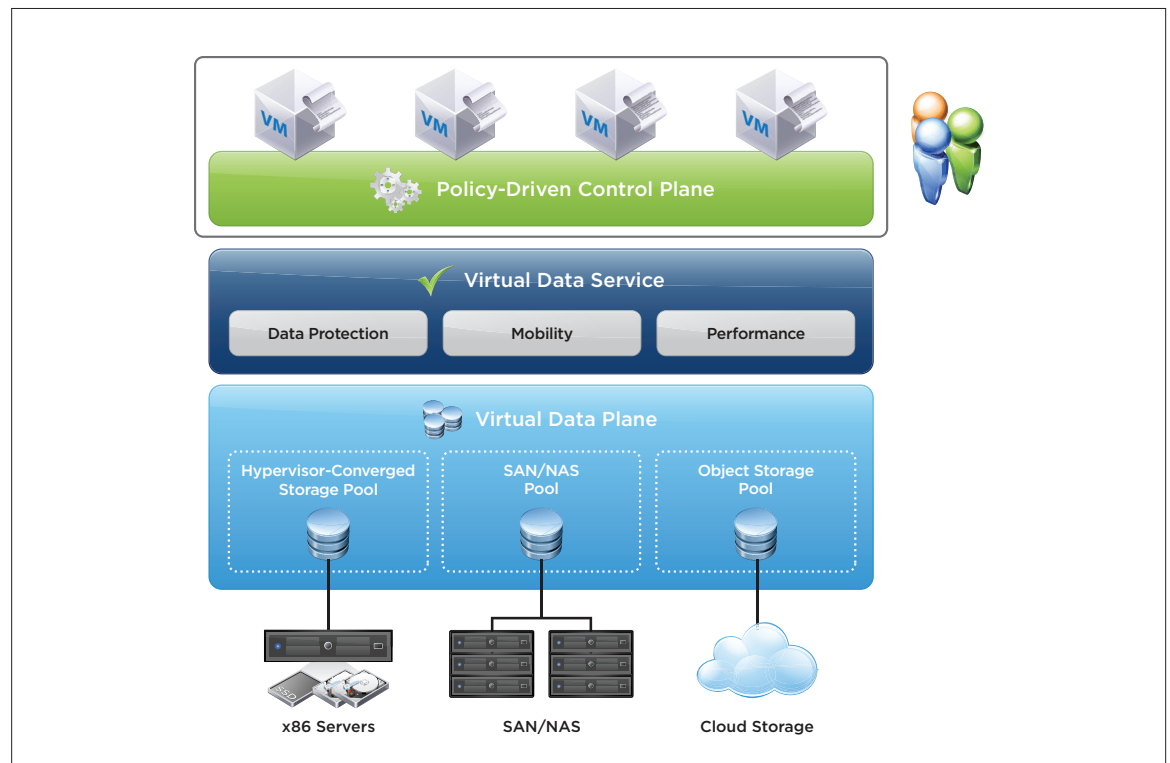 VM
VM
VM
VM
Policy-Driven Control Plane
Virtual Data Service
Data Protection
Mobility
Performance
Virtual Data Plane
Hypervisor-Converged
Storage Pool
SAN/NAS
Pool
Object Storage
Pool
SSD
x86 Servers
SAN/NAS
Cloud Storage